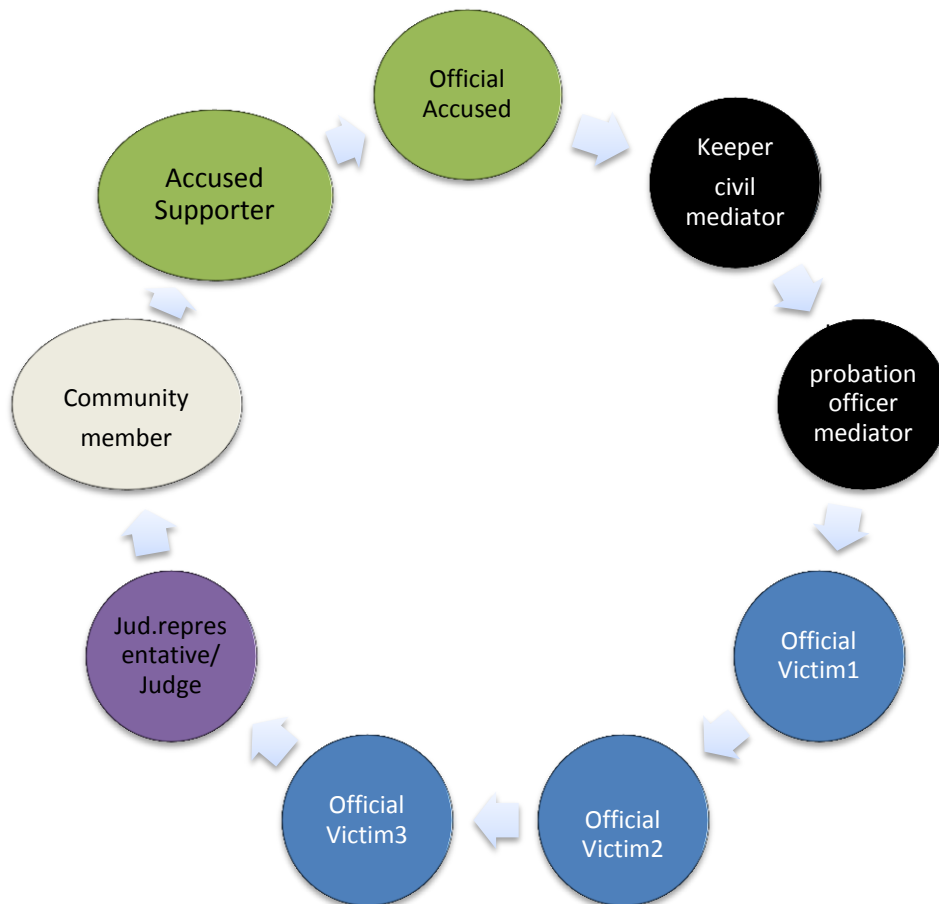 Official
Accused
Keeper
civil
mediator
probation
officer
mediator
Official
Victim1
Official
Victim2
Official
Victim3
Jud.repres
entative/
Judge
Community
member
Accused
Supporter